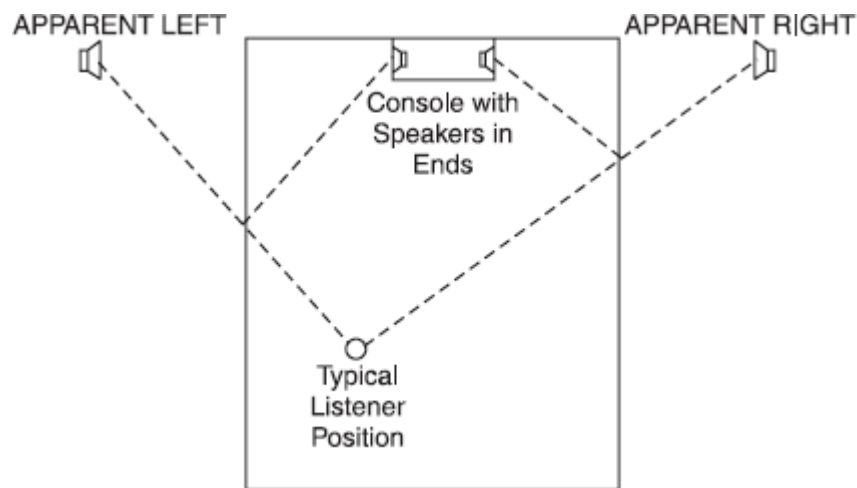 APPARENT LEFT
APPARENT RIGHT
Console with
Speakers in
Ends
Typical
Listener
Position